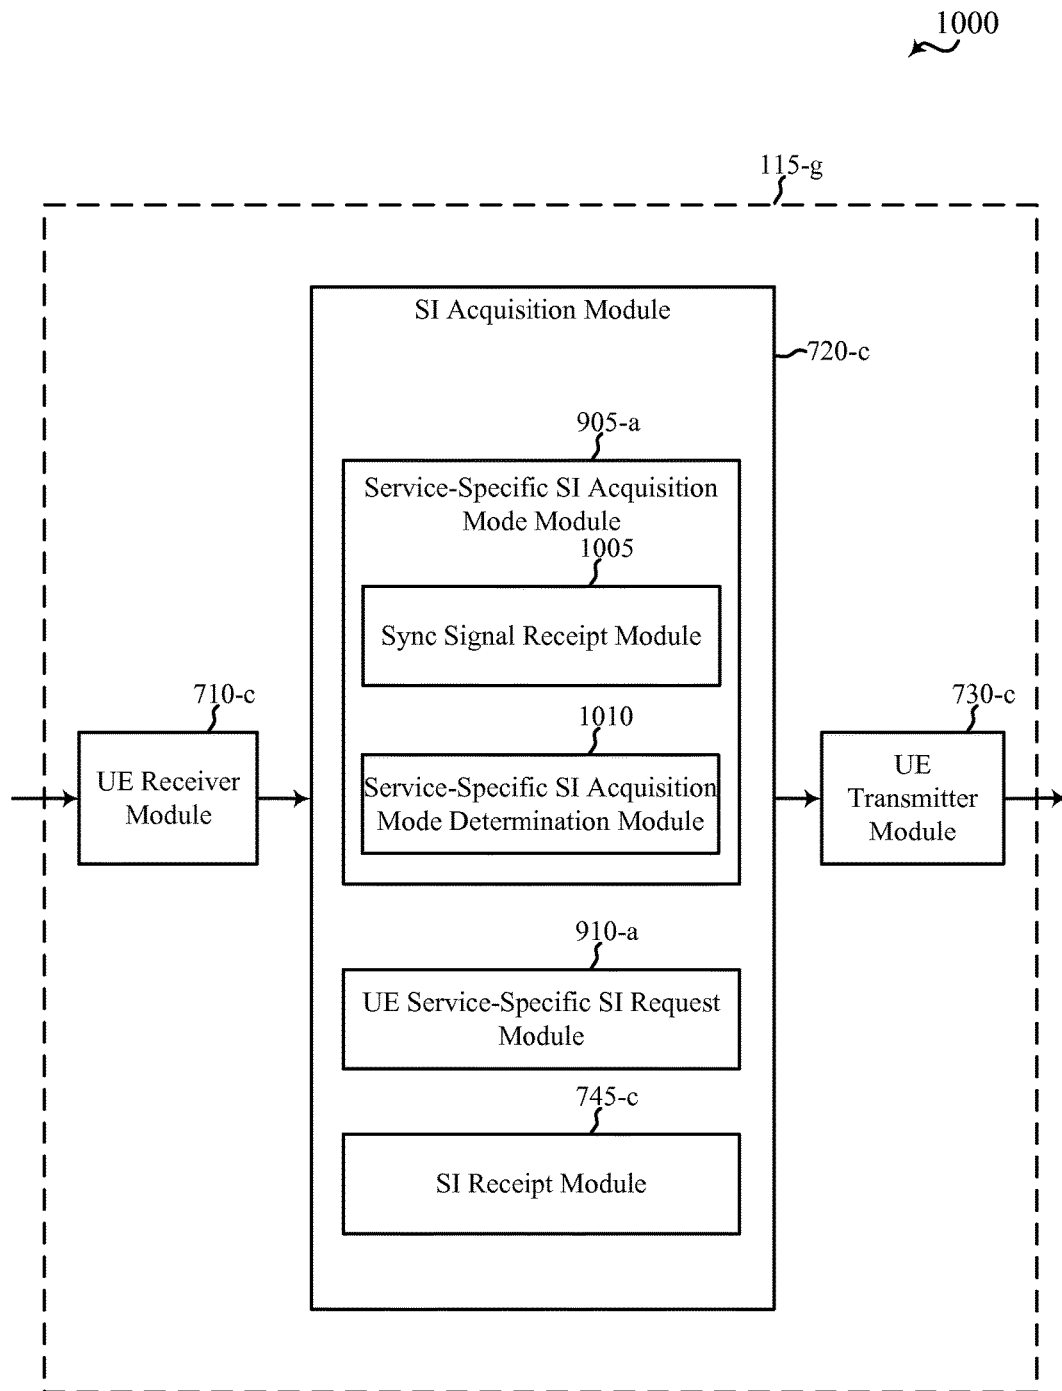 1000
115-g
SI Acquisition Module
720-c
905-a
Service-Specific SI Acquisition
Mode Module
1005
Sync Signal Receipt Module
710-c
UE Receiver
Module
1010
Service-Specific SI Acquisition
Mode Determination Module
730-c
UE
Transmitter
Module
910-a
UE Service-Specific SI Request
Module
745-c
SI Receipt Module